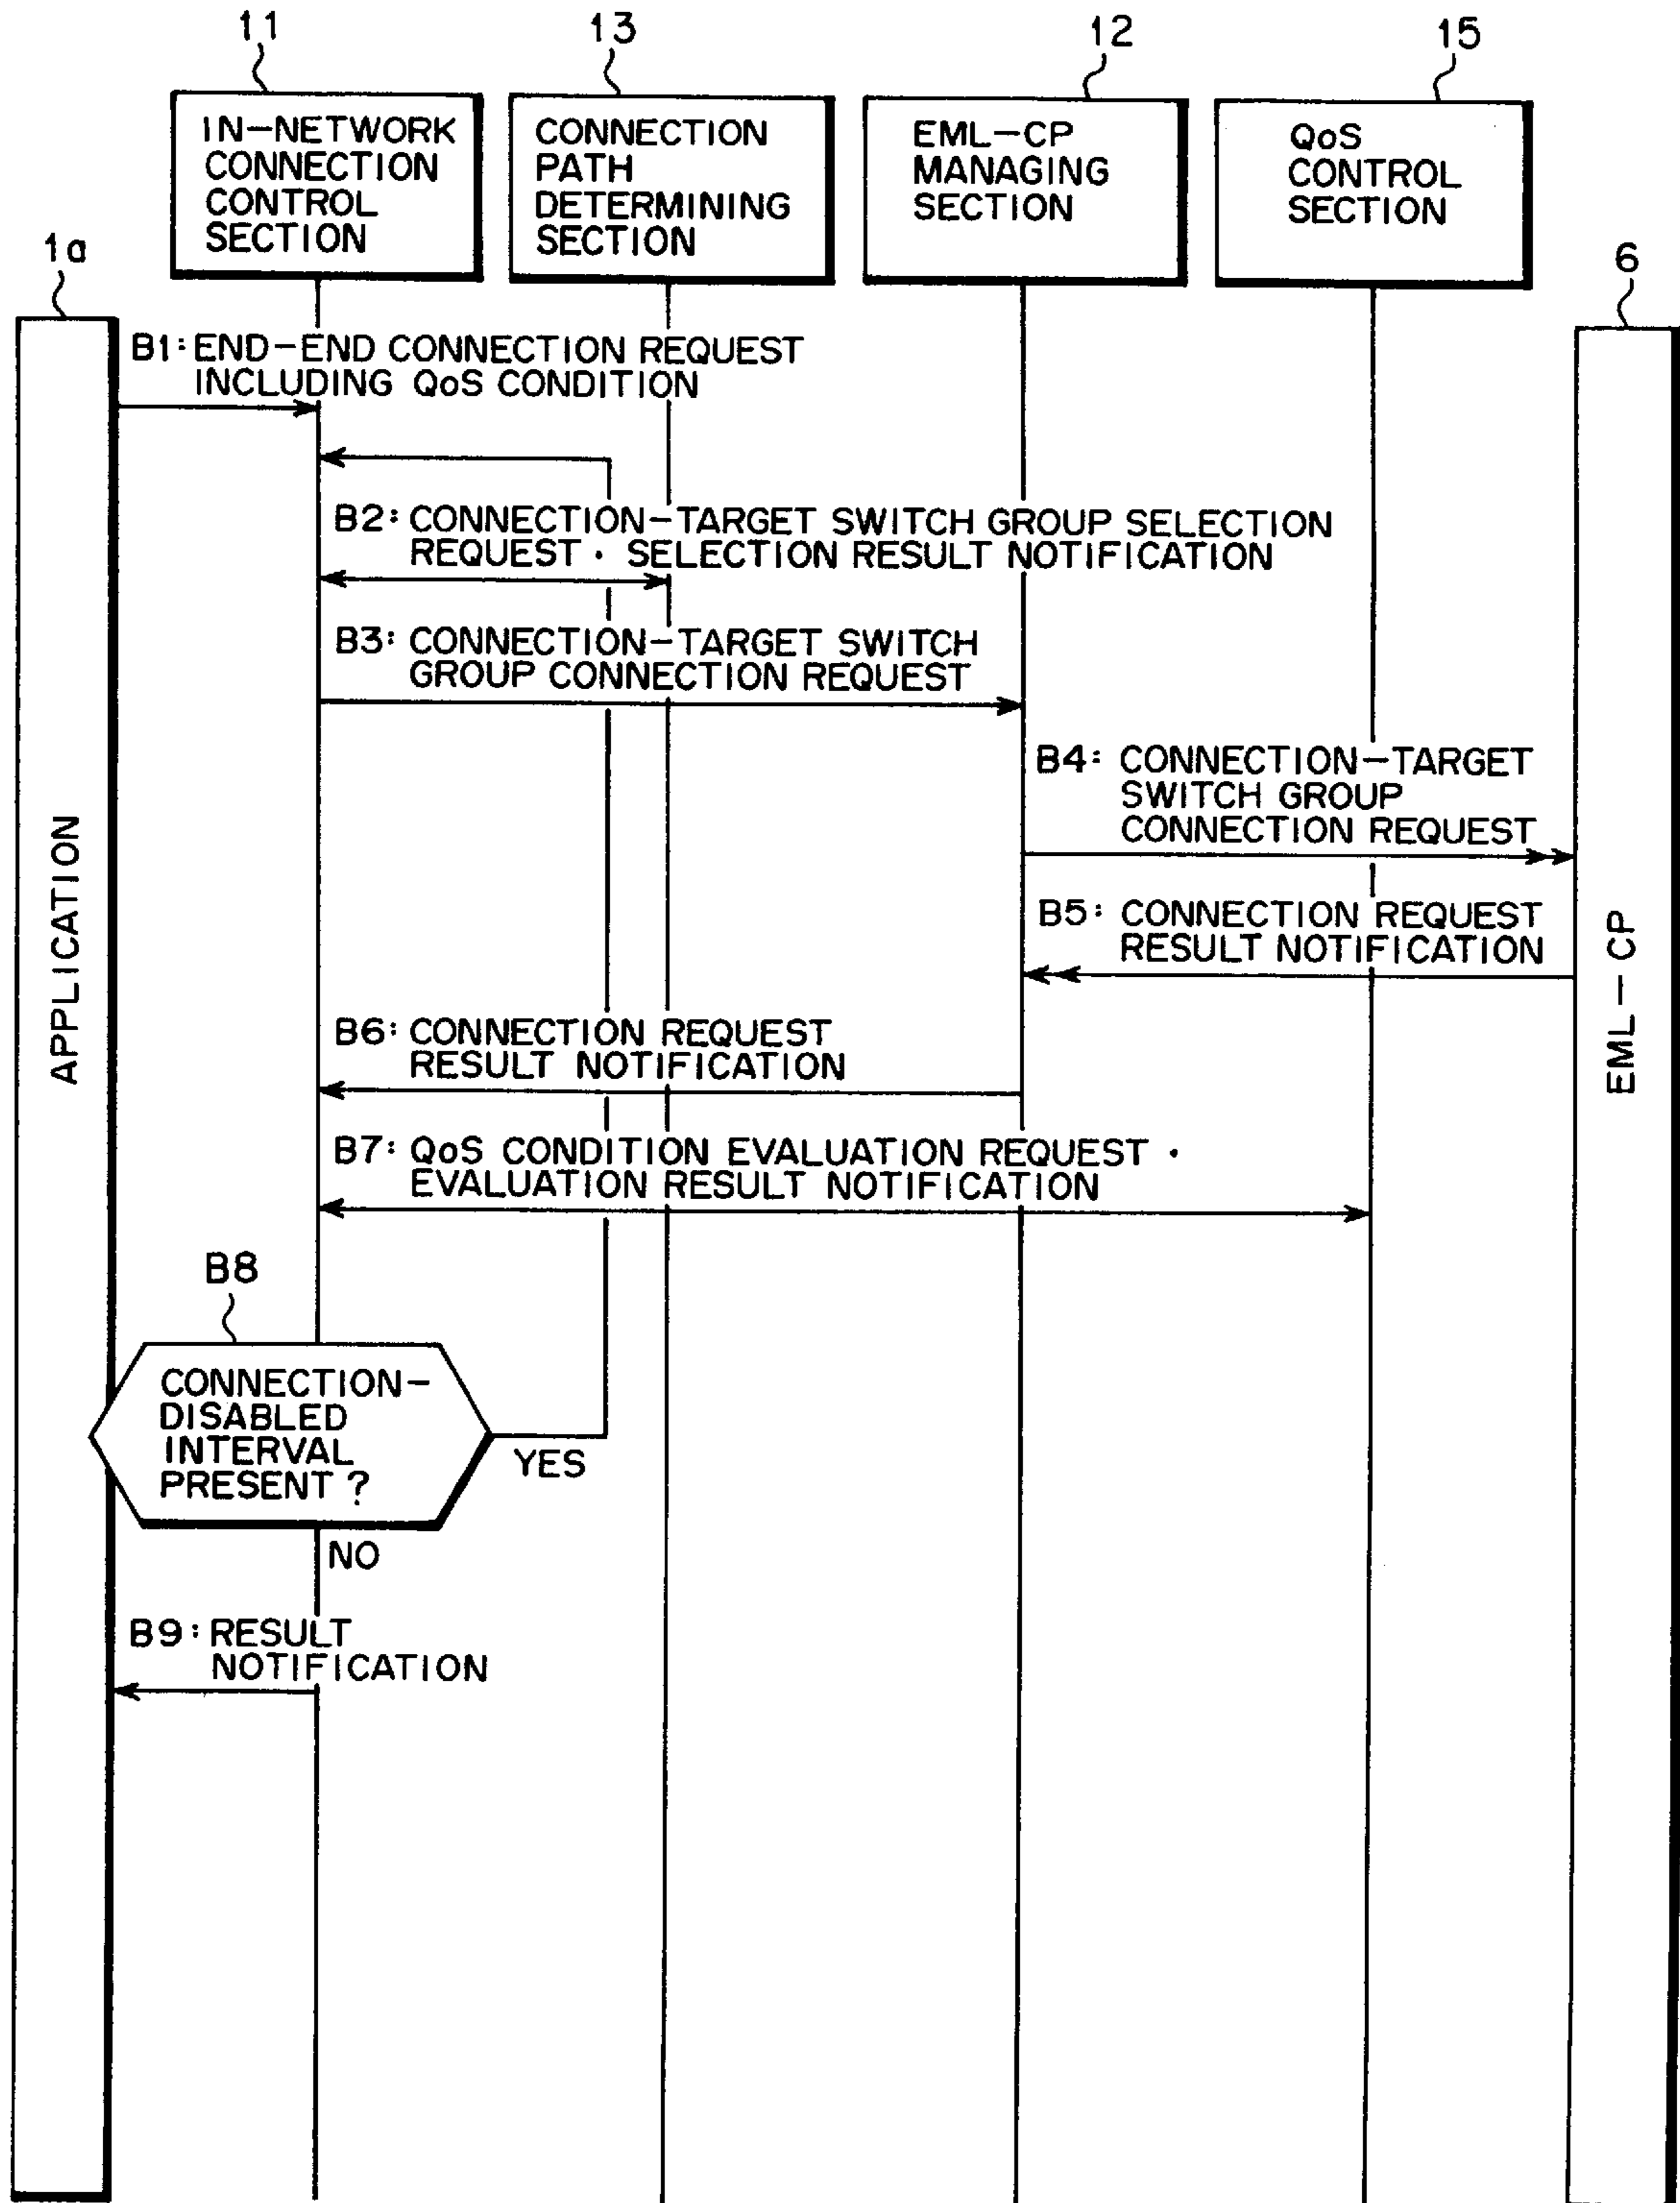 11
13
12
15
IN-NETWORK
CONNECTION
CONTROL
SECTION
CONNECTION
PATH
DETERMINING
SECTION
EML-CP
MANAGING
SECTION
QoS
CONTROL
SECTION
1a
6
B1: END-END CONNECTION REQUEST
INCLUDING QoS CONDITION
B2: CONNECTION-TARGET SWITCH GROUP SELECTION
REQUEST · SELECTION RESULT NOTIFICATION
B3: CONNECTION-TARGET SWITCH
GROUP CONNECTION REQUEST
B4: CONNECTION-TARGET
SWITCH GROUP
CONNECTION REQUEST
APPLICATION
B5: CONNECTION REQUEST
RESULT NOTIFICATION
EML-CP
B6: CONNECTION REQUEST
RESULT NOTIFICATION
B7: QoS CONDITION EVALUATION REQUEST ·
EVALUATION RESULT NOTIFICATION
B8
CONNECTION-
DISABLED
INTERVAL
PRESENT?
YES
NO
B9: RESULT
NOTIFICATION